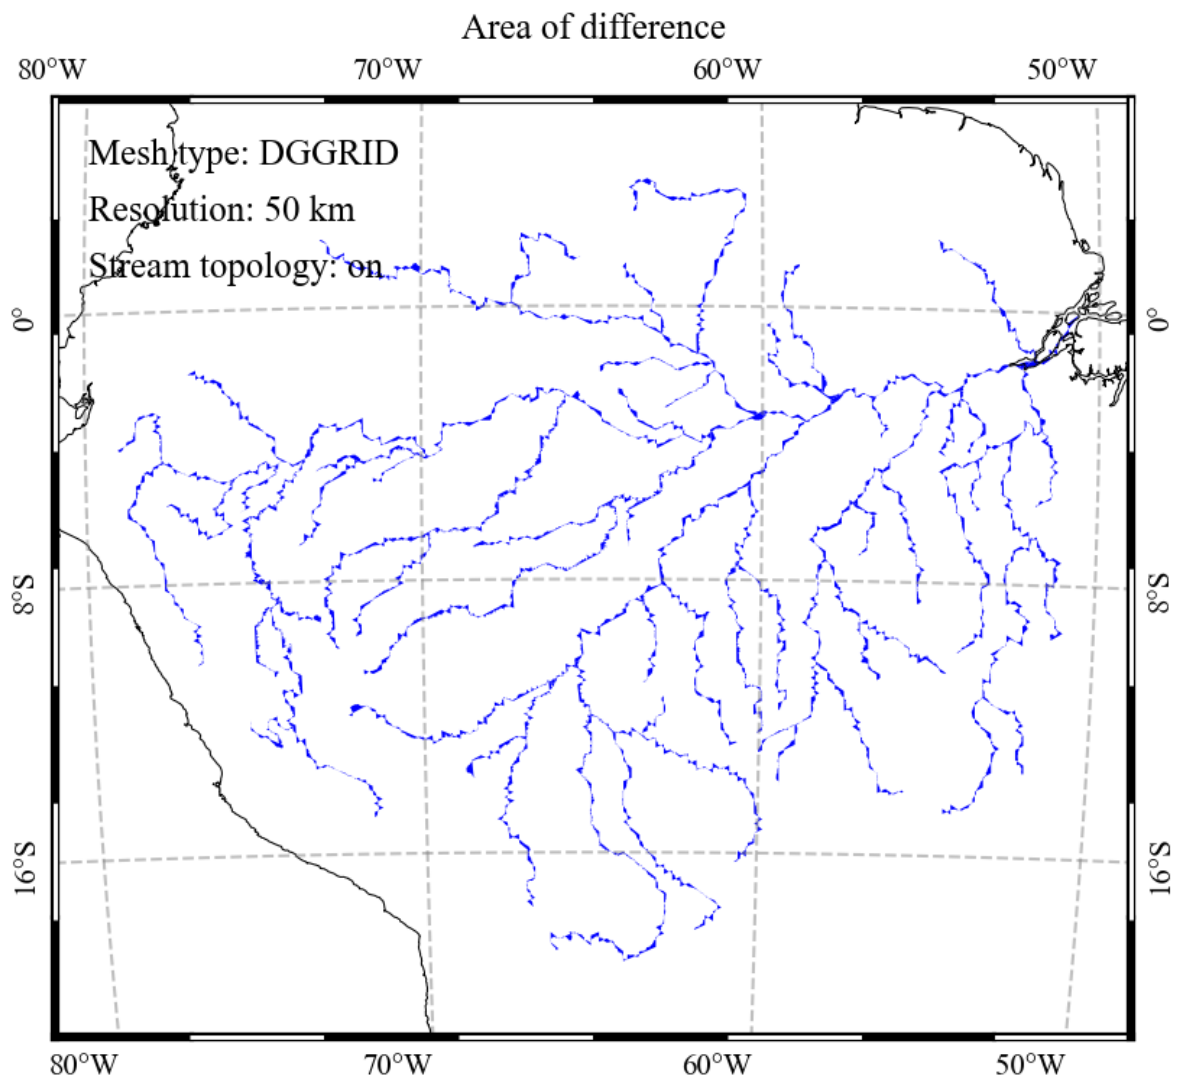 Area of difference
80°W 70°W 60°W 50°W
Mesh type: DGGRID
Resolution: 50 km
Stream topology: on
0° 0°
8°S 8°S
16°S 16°S
80°W 70°W 60°W 50°W